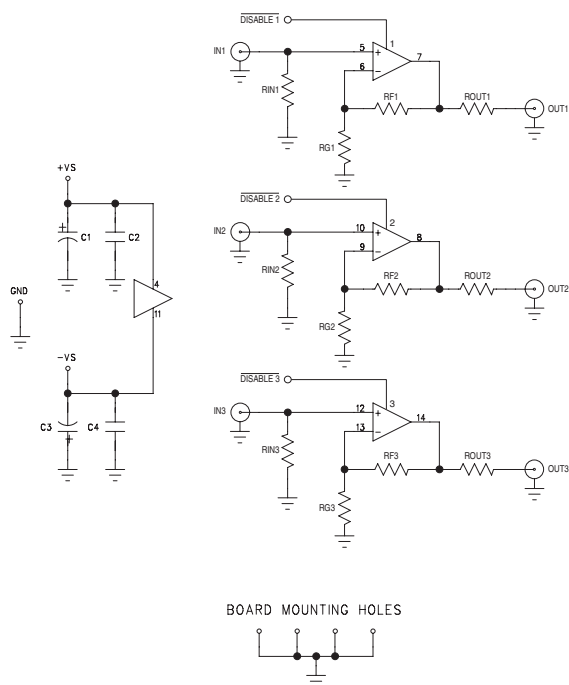 DISABLE 1
IN1
5
+
6
−
1
7
RIN1
RF1
ROUT1
OUT1
RG1
+VS
+
C1
C2
4
11
GND
−VS
C3
+
C4
DISABLE 2
IN2
10
+
9
−
2
8
RIN2
RF2
ROUT2
OUT2
RG2
DISABLE 3
IN3
12
+
13
−
3
14
RIN3
RF3
ROUT3
OUT3
RG3
BOARD MOUNTING HOLES